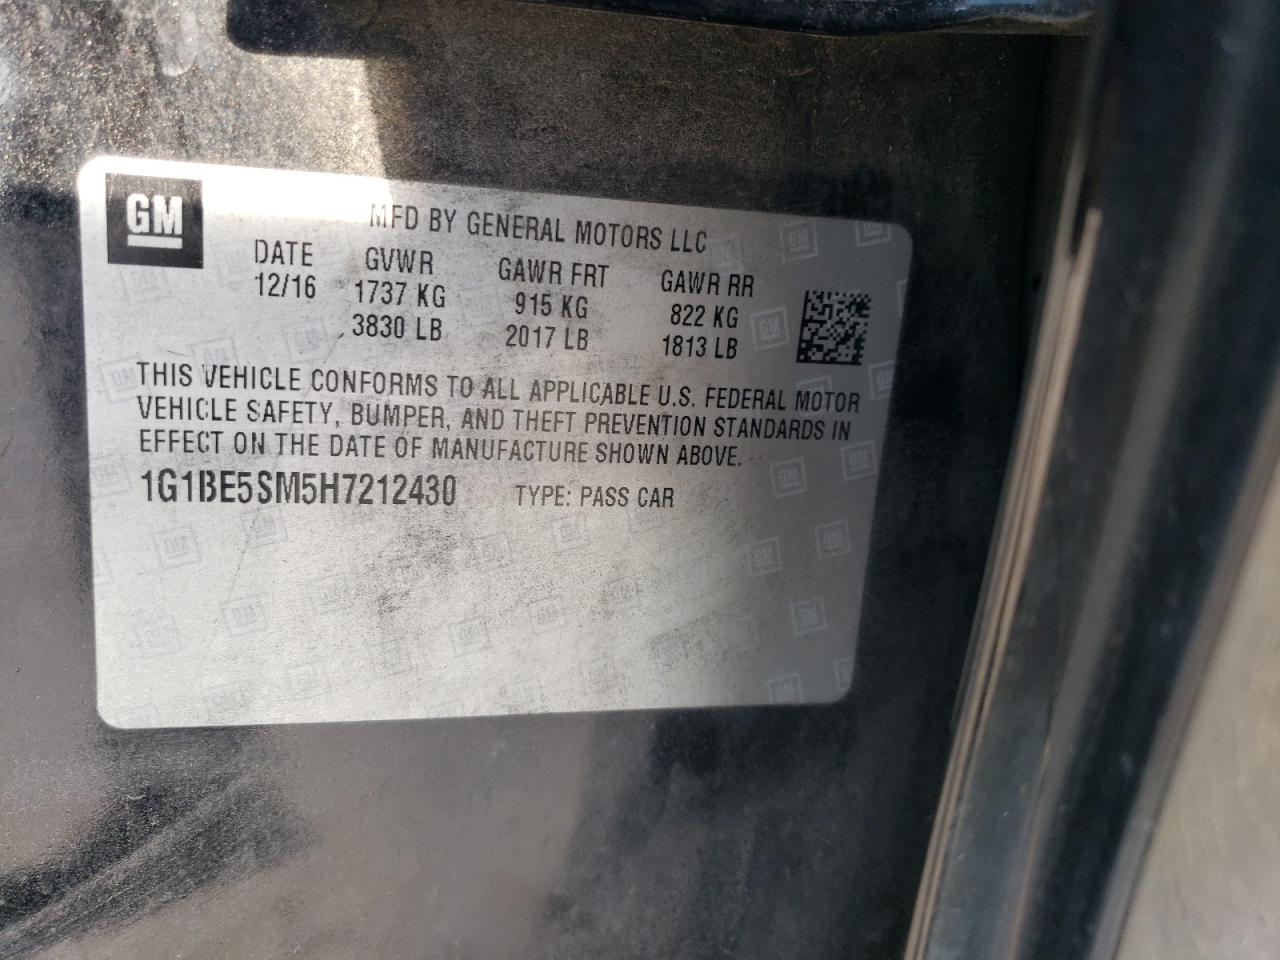 GM
MFD BY GENERAL MOTORS LLC
DATE GVWR GAWR FRT GAWR RR
12/16 1737 KG 915 KG 822 KG
3830 LB 2017 LB 1813 LB
THIS VEHICLE CONFORMS TO ALL APPLICABLE U.S. FEDERAL MOTOR
VEHICLE SAFETY, BUMPER, AND THEFT PREVENTION STANDARDS IN
EFFECT ON THE DATE OF MANUFACTURE SHOWN ABOVE.
1G1BE5SM5H7212430 TYPE: PASS CAR